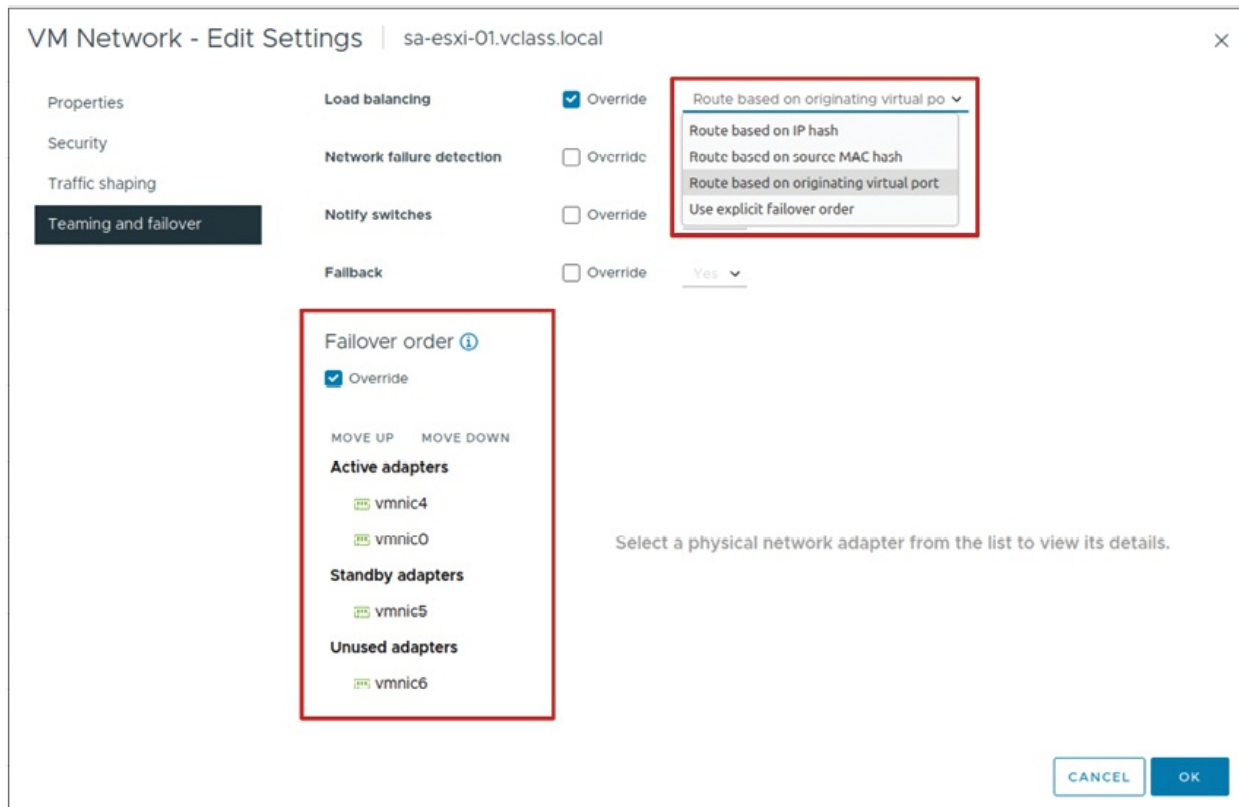 VM Network - Edit Settings sa-esxi-01.vclass.local
Properties
Security
Traffic shaping
Teaming and failover
Load balancing Override Route based on originating virtual po
Route based on IP hash
Route based on source MAC hash
Route based on originating virtual port
Use explicit failover order
Network failure detection Override
Notify switches Override
Failback Override Yes
Failover order
Override
MOVE UP MOVE DOWN
Active adapters
vmnic4
vmnic0
Standby adapters
vmnic5
Unused adapters
vmnic6
Select a physical network adapter from the list to view its details.
CANCEL OK